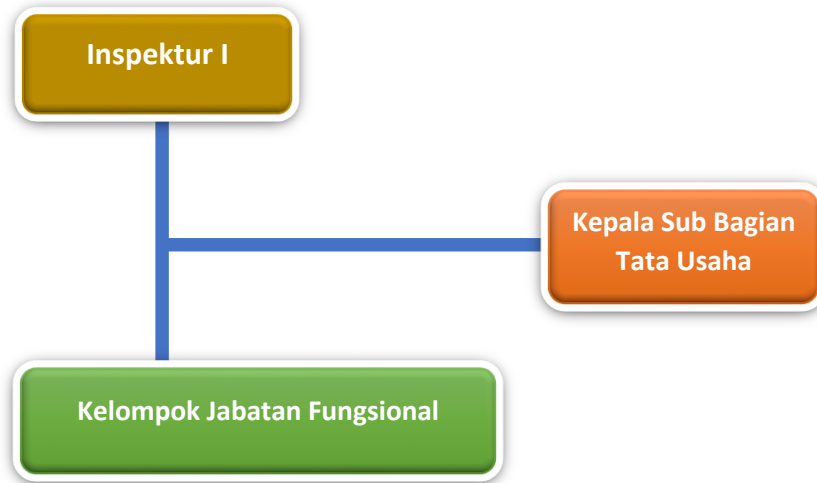 Inspektur I
Kepala Sub Bagian
Tata Usaha
Kelompok Jabatan Fungsional